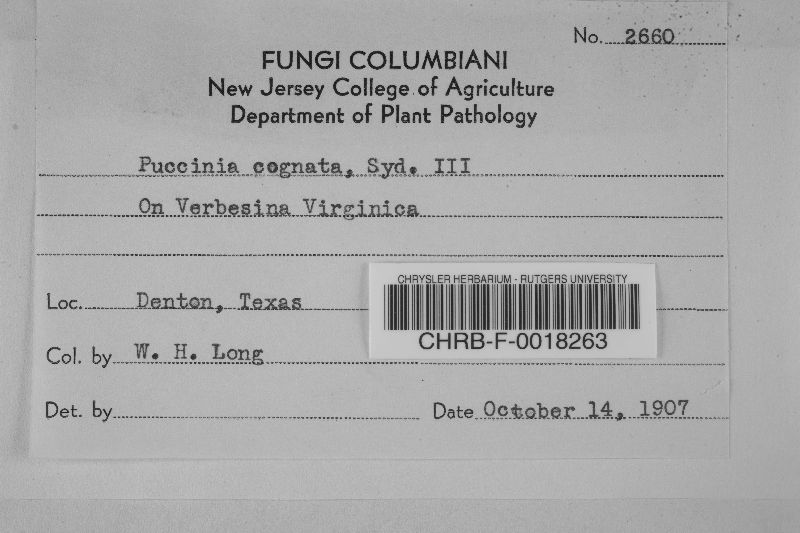 No. 2660
FUNGI COLUMBIANI
New Jersey College of Agriculture
Department of Plant Pathology
Puccinia cognata, Syd. III
On Verbesina Virginica
Loc. Denton, Texas
CHRYSLER HERBARIUM - RUTGERS UNIVERSITY
CHRB-F-0018263
Col. by W. H. Long
Det. by
Date October 14, 1907